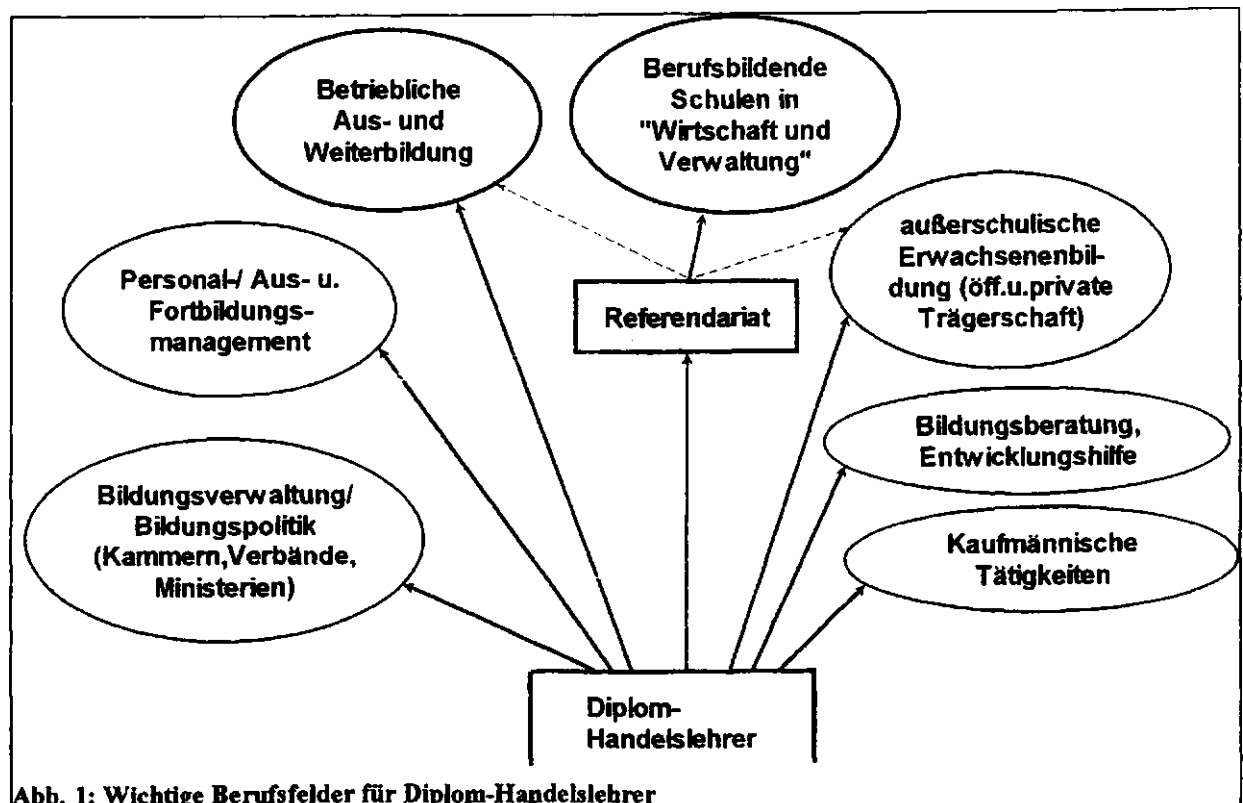 Betriebliche
Aus- und
Weiterbildung
Berufsbildende
Schulen in
"Wirtschaft und
Verwaltung"
Personal-/ Aus- u.
Fortbildungs-
management
Referendariat
außerschulische
Erwachsenenbil-
dung (öff.u.private
Trägerschaft)
Bildungsverwaltung/
Bildungspolitik
(Kammern,Verbände,
Ministerien)
Bildungsberatung,
Entwicklungshilfe
Kaufmännische
Tätigkeiten
Diplom-
Handelslehrer
Abb. 1: Wichtige Berufsfelder für Diplom-Handelslehrer